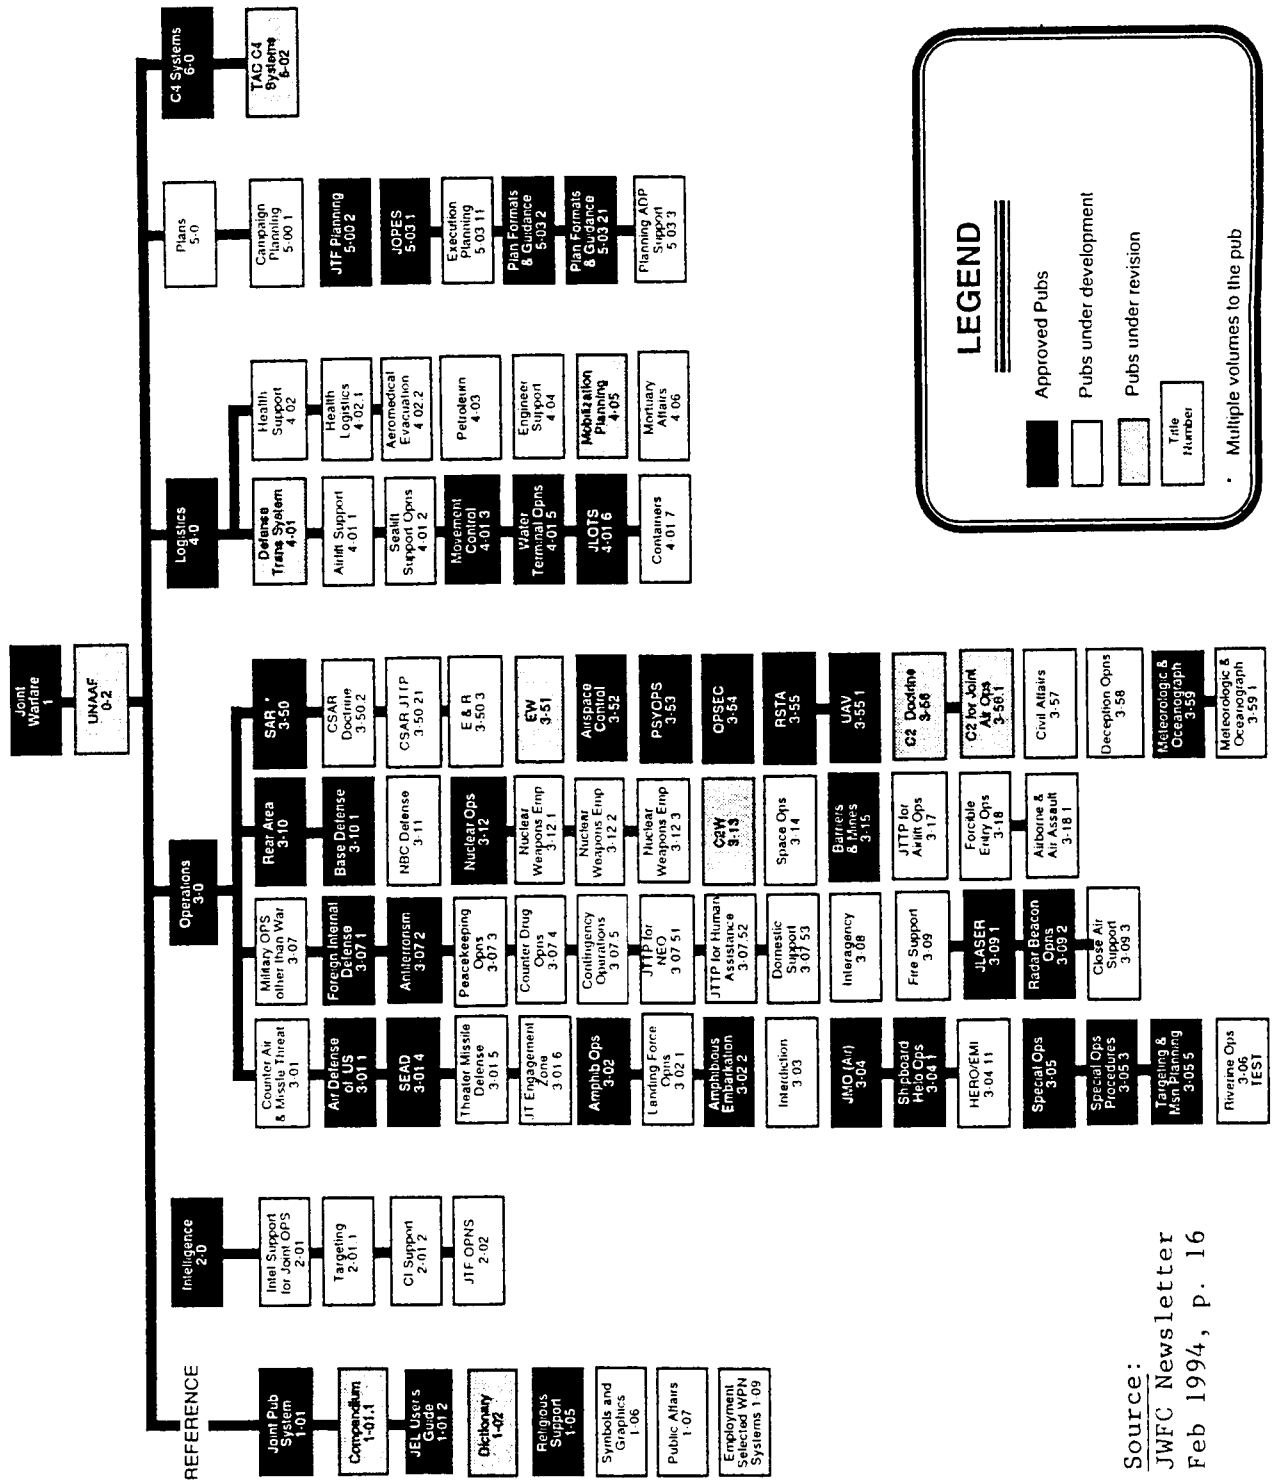 Joint
Warfare
1
UNAAF
0-2
REFERENCE
Joint Pub
System
1-01
Compendium
1-01.1
JEL Users
Guide
1-01 2
Dictionary
1-02
Religious
Support
1-05
Symbols and
Graphics
1-06
Public Affairs
1-07
Employment
Selected WPN
Systems 1-09
Intelligence
2-0
Intel Support
for Joint OPS
2-01
Targeting
2-01.1
CI Support
2-01 2
JTF OPNS
2-02
Operations
3-0
Counter Air
& Missile Threat
3-01
Air Defense
of US
3-01 1
SEAD
3-01 4
Theater Missile
Defense
3-01 5
JT Engagement
Zone
3-01 6
Amphib Ops
3-02
Landing Force
Opns
3 02 1
Amphibious
Embarkation
3-02 2
Interdiction
3 03
JMO (Air)
3-04
Shipboard
Helo Ops
3-04 1
HERO/EMI
3-04 11
Special Ops
3-05
Special Ops
Procedures
3-05 3
Targeting &
Msn Planning
3-05 5
Riverine Ops
3-06
TEST
Military OPS
other than War
3-07
Foreign Internal
Defense
3-07 1
Antiterrorism
3-07 2
Peacekeeping
Opns
3-07 3
Counter Drug
Opns
3-07 4
Contingency
Operations
3 07 5
JTTP for
NEO
3 07 51
JTTP for Human
Assistance
3-07 52
Domestic
Support
3 07 53
Interagency
3-08
Fire Support
3-09
JLASER
3-09 1
Radar Beacon
Opns
3-09 2
Close Air
Support
3-09 3
Rear Area
3-10
Base Defense
3-10 1
NBC Defense
3-11
Nuclear Ops
3-12
Nuclear
Weapons Emp
3-12 1
Nuclear
Weapons Emp
3-12 2
Nuclear
Weapons Emp
3-12 3
C2W
3-13
Space Ops
3-14
Barriers
& Mines
3-15
JTTP for
Airlift Ops
3-17
Forcible
Entry Ops
3-18
Airborne &
Air Assault
3-18 1
SAR *
3-50
CSAR
Doctrine
3-50.2
CSAR JTTP
3-50 21
E & R
3-50 3
EW
3-51
Airspace
Control
3-52
PSYOPS
3-53
OPSEC
3-54
RSTA
3-55
UAV
3-55 1
C2 Doctrine
3-56
C2 for Joint
Air Ops
3-56.1
Civil Affairs
3-57
Deception Opns
3-58
Meteorologic &
Oceanograph
3-59
Meteorologic &
Oceanograph
3-59 1
Logistics
4-0
Defense
Trans System
4-01
Airlift Support
4-01 1
Sealift
Support Opns
4-01 2
Movement
Control
4-01 3
Water
Terminal Opns
4-01 5
JLOTS
4-01 6
Containers
4-01 7
Health
Support
4 02
Health
Logistics
4-02.1
Aeromedical
Evacuation
4 02.2
Petroleum
4-03
Engineer
Support
4-04
Mobilization
Planning
4-05
Mortuary
Affairs
4 06
Plans
5-0
Campaign
Planning
5-00 1
JTF Planning
5-00 2
JOPES
5-03 1
Execution
Planning
5-03 11
Plan Formats
& Guidance
5-03 2
Plan Formats
& Guidance
5-03 21
Planning ADP
Support
5 03 3
C4 Systems
6-0
TAC C4
Systems
6-02
LEGEND
Approved Pubs
Pubs under development
Pubs under revision
Title
Number
· Multiple volumes to the pub
Source:
JWFC Newsletter
Feb 1994, p. 16